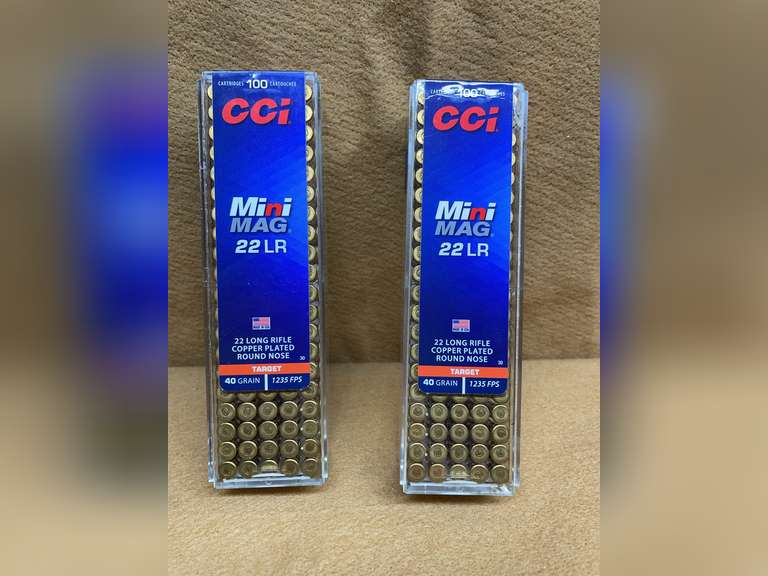 CARTRIDGES 100 CARTOUCHES
CCi
Mini
MAG
22 LR
22 LONG RIFLE
COPPER PLATED
ROUND NOSE
30
TARGET
40 GRAIN 1235 FPS
100
CCi
Mini
MAG
22 LR
22 LONG RIFLE
COPPER PLATED
ROUND NOSE
30
TARGET
40 GRAIN 1235 FPS